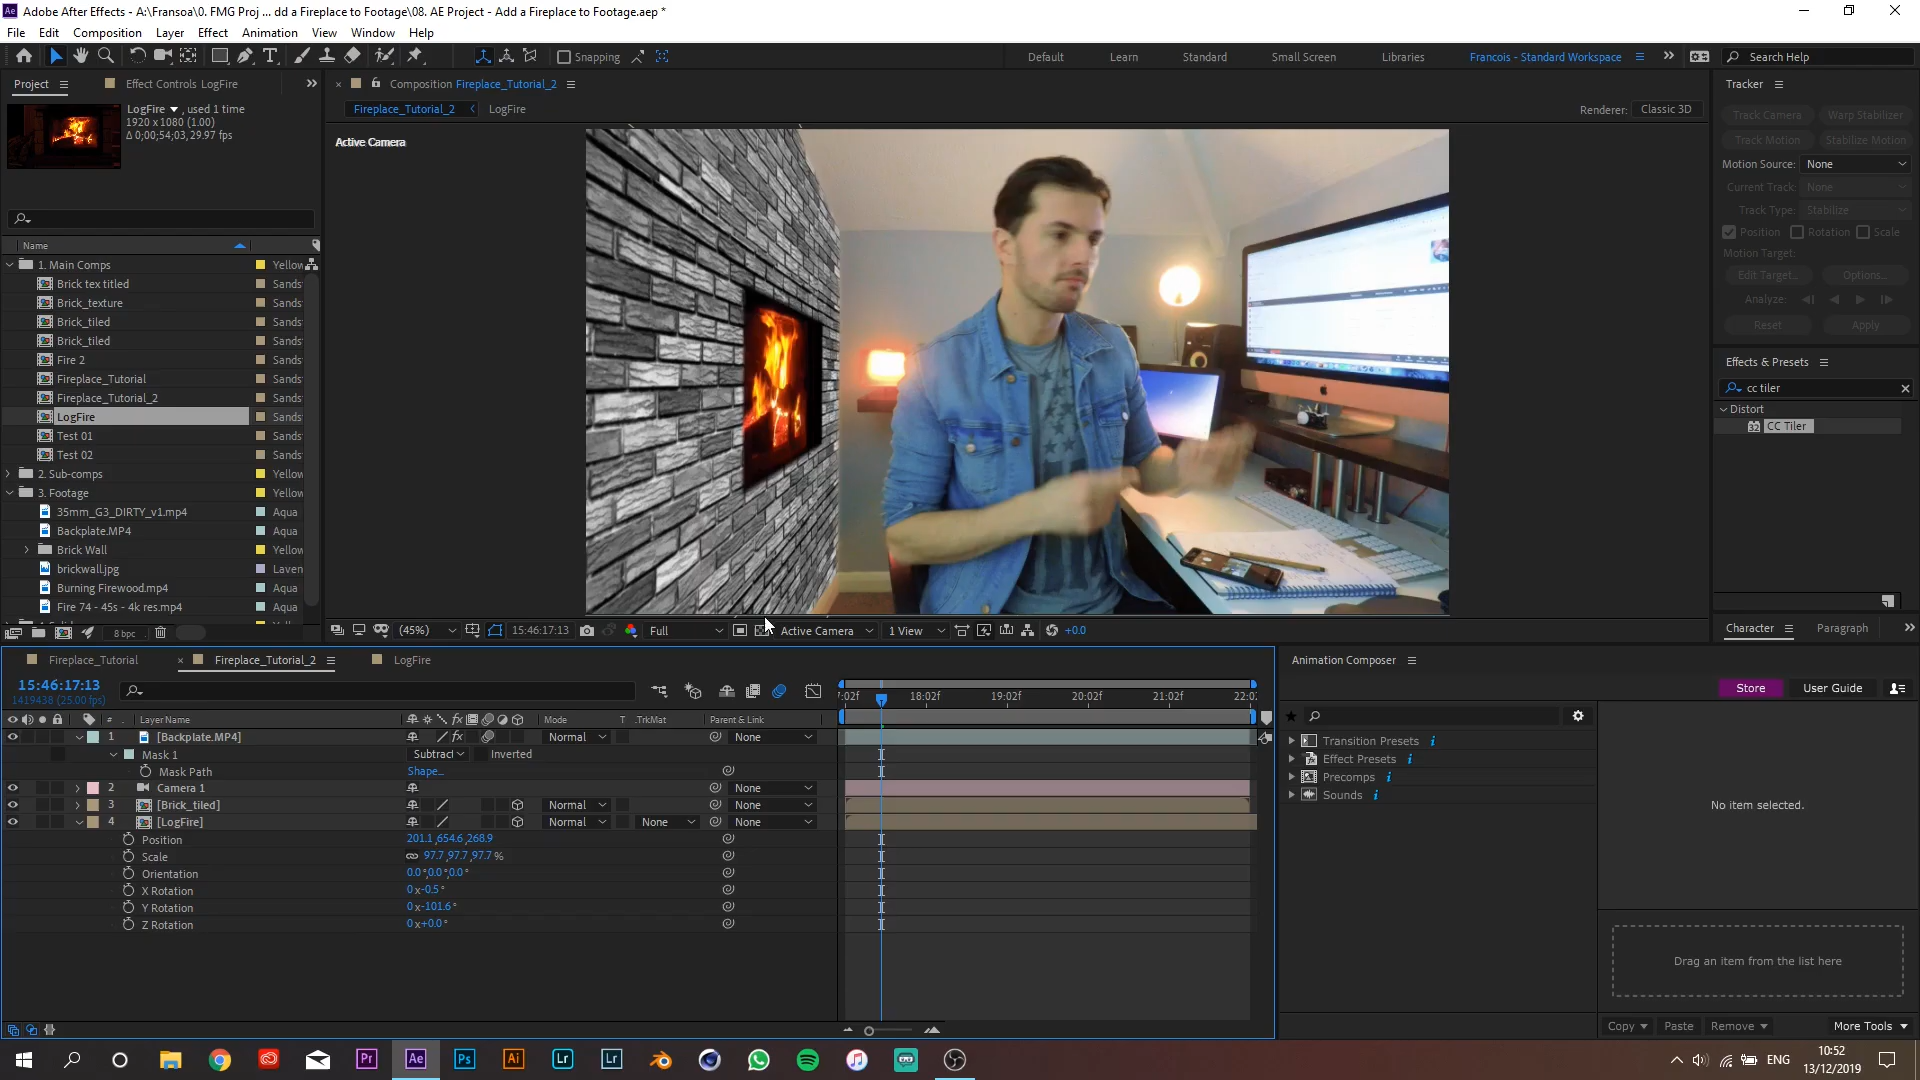 Adobe After Effects - A:\Fransoa\0. FMG Proj ... dd a Fireplace to Footage\08. AE Project - Add a Fireplace to Footage.aep *
File Edit Composition Layer Effect Animation View Window Help
Snapping
Default Learn Standard Small Screen Libraries Francois - Standard Workspace
Search Help
Project
Effect Controls LogFire
Composition Fireplace_Tutorial_2
Tracker
LogFire , used 1 time
1920 x 1080 (1.00)
Δ 0;00;54;03, 29.97 fps
Fireplace_Tutorial_2 LogFire
Renderer: Classic 3D
Active Camera
Track Camera Warp Stabilizer
Track Motion Stabilize Motion
Motion Source: None
Current Track: None
Track Type: Stabilize
Position Rotation Scale
Motion Target:
Edit Target... Options...
Analyze:
Reset Apply
Effects & Presets
cc tiler
Distort
CC Tiler
Name
1. Main Comps Yellow
Brick tex titled Sands
Brick_texture Sands
Brick_tiled Sands
Brick_tiled Sands
Fire 2 Sands
Fireplace_Tutorial Sands
Fireplace_Tutorial_2 Sands
LogFire Sands
Test 01 Sands
Test 02 Sands
2. Sub-comps Yellow
3. Footage Yellow
35mm_G3_DIRTY_v1.mp4 Aqua
Backplate.MP4 Aqua
Brick Wall Yellow
brickwall.jpg Laven
Burning Firewood.mp4 Aqua
Fire 74 - 45s - 4k res.mp4 Aqua
8 bpc
(45%) 15:46:17:13 Full Active Camera 1 View +0.0
Character Paragraph
Fireplace_Tutorial Fireplace_Tutorial_2 LogFire
Animation Composer
15:46:17:13
1419438 (25.00 fps)
:02f 18:02f 19:02f 20:02f 21:02f 22:0
Store User Guide
# Layer Name Mode T .TrkMat Parent & Link
1 [Backplate.MP4] Normal None
Mask 1 Subtract Inverted
Mask Path Shape...
2 Camera 1 None
3 [Brick_tiled] Normal None
4 [LogFire] Normal None None
Position 201.1,654.6,268.9
Scale 97.7,97.7,97.7%
Orientation 0.0°,0.0°,0.0°
X Rotation 0x-0.5°
Y Rotation 0x-101.6°
Z Rotation 0x+0.0°
Transition Presets
Effect Presets
Precomps
Sounds
No item selected.
Drag an item from the list here
Copy Paste Remove More Tools
Pr Ae Ps Ai Lr Lr
ENG
10:52
13/12/2019